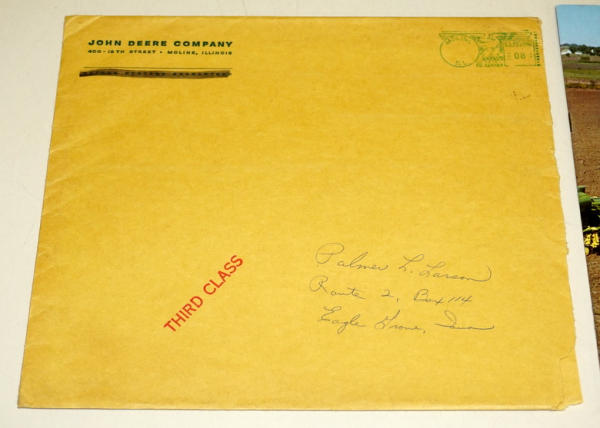 JOHN DEERE COMPANY
400 - 19TH STREET • MOLINE, ILLINOIS
08
THIRD CLASS
Palmer L. Larson
Route 2, Box 114
Eagle Grove, Iowa